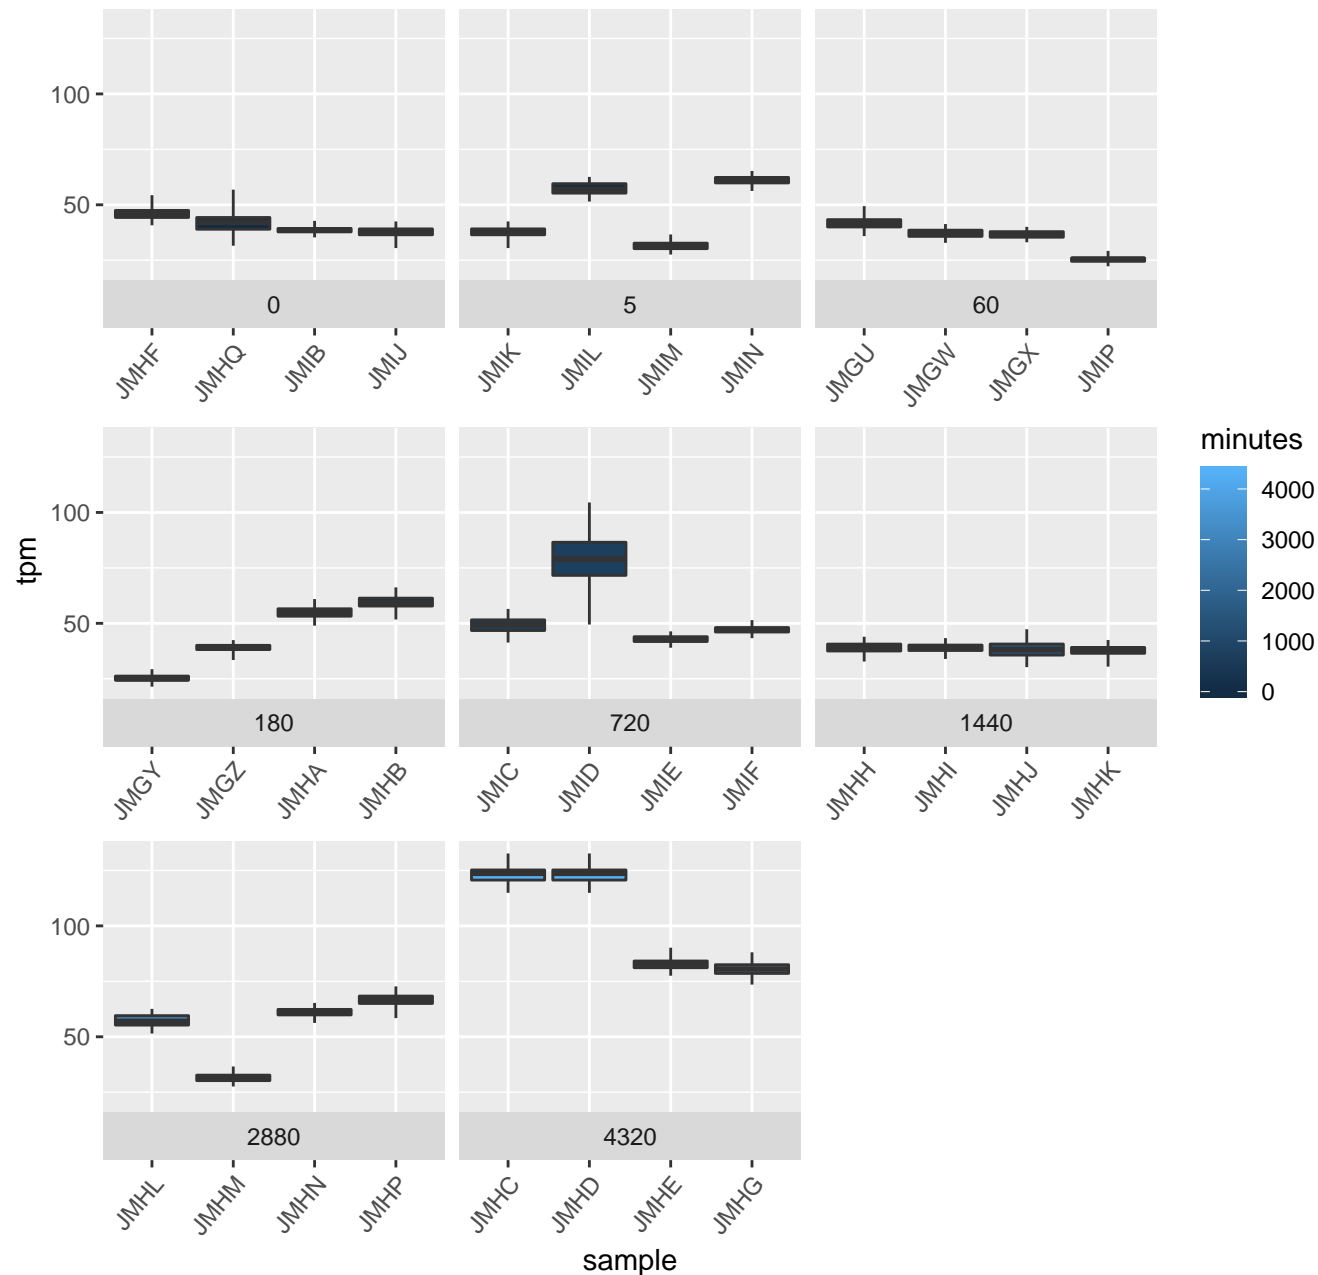 100
50
0
5
60
JMHF
JMHQ
JMIB
JMIJ
JMIK
JMIL
JMIM
JMIN
JMGU
JMGW
JMGX
JMIP
tpm
100
50
180
720
1440
JMGY
JMGZ
JMHA
JMHB
JMIC
JMID
JMIE
JMIF
JMHH
JMHI
JMHJ
JMHK
minutes
4000
3000
2000
1000
0
100
50
2880
4320
JMHL
JMHM
JMHN
JMHP
JMHC
JMHD
JMHE
JMHG
sample